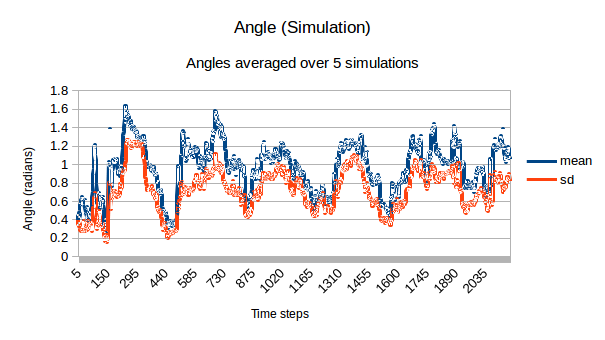 Angle (Simulation)
Angles averaged over 5 simulations
1.8
1.6
1.4
1.2
1
0.8
0.6
0.4
0.2
0
Angle (radians)
mean
sd
5 150 295 440 585 730 875 1020 1165 1310 1455 1600 1745 1890 2035
Time steps